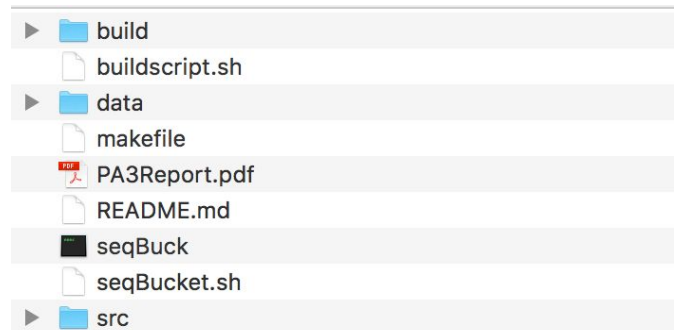 build
buildscript.sh
data
makefile
PA3Report.pdf
README.md
seqBuck
seqBucket.sh
src